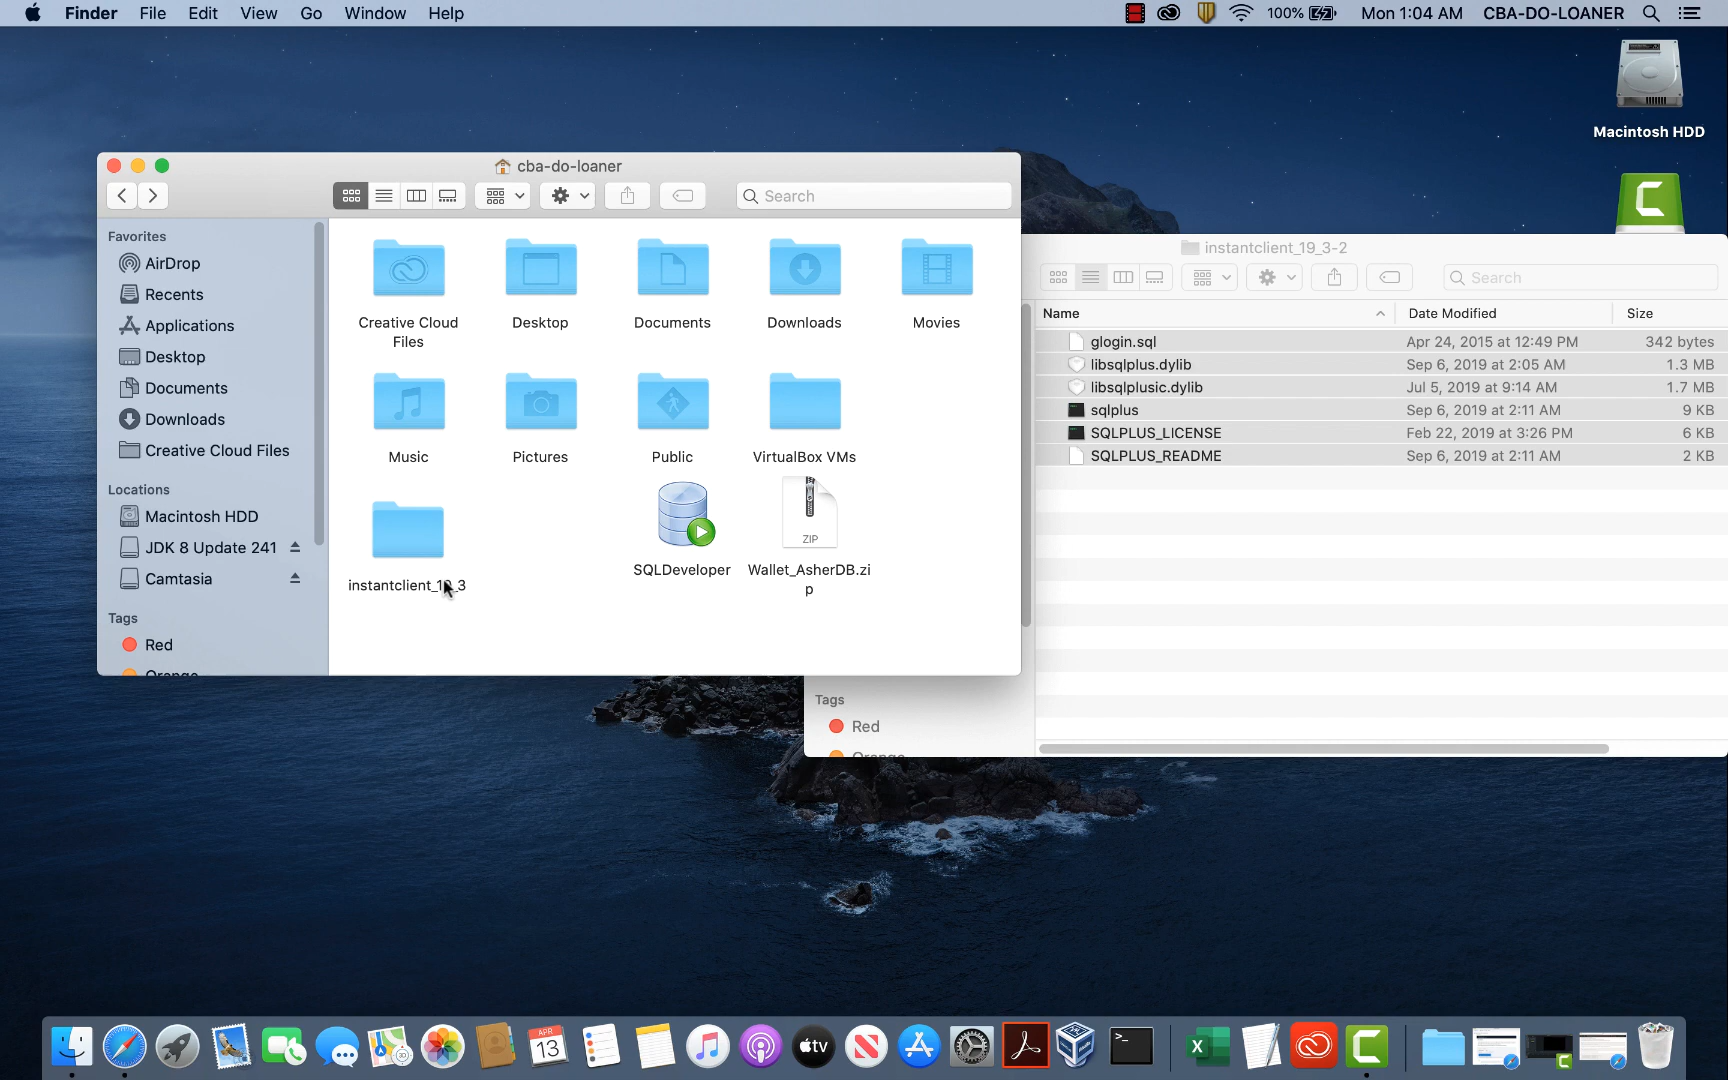 Finder File Edit View Go Window Help
100% Mon 1:04 AM CBA-DO-LOANER
Macintosh HDD
cba-do-loaner
Search
Favorites
AirDrop
Recents
Applications
Desktop
Documents
Downloads
Creative Cloud Files
Locations
Macintosh HDD
JDK 8 Update 241
Camtasia
Tags
Red
Orange
Creative Cloud
Files
Desktop
Documents
Downloads
Movies
Music
Pictures
Public
VirtualBox VMs
instantclient_19_3
SQLDeveloper
ZIP
Wallet_AsherDB.zi
p
instantclient_19_3-2
Search
Name Date Modified Size
glogin.sql Apr 24, 2015 at 12:49 PM 342 bytes
libsqlplus.dylib Sep 6, 2019 at 2:05 AM 1.3 MB
libsqlplusic.dylib Jul 5, 2019 at 9:14 AM 1.7 MB
sqlplus Sep 6, 2019 at 2:11 AM 9 KB
SQLPLUS_LICENSE Feb 22, 2019 at 3:26 PM 6 KB
SQLPLUS_README Sep 6, 2019 at 2:11 AM 2 KB
Tags
Red
Orange
APR
13
tv